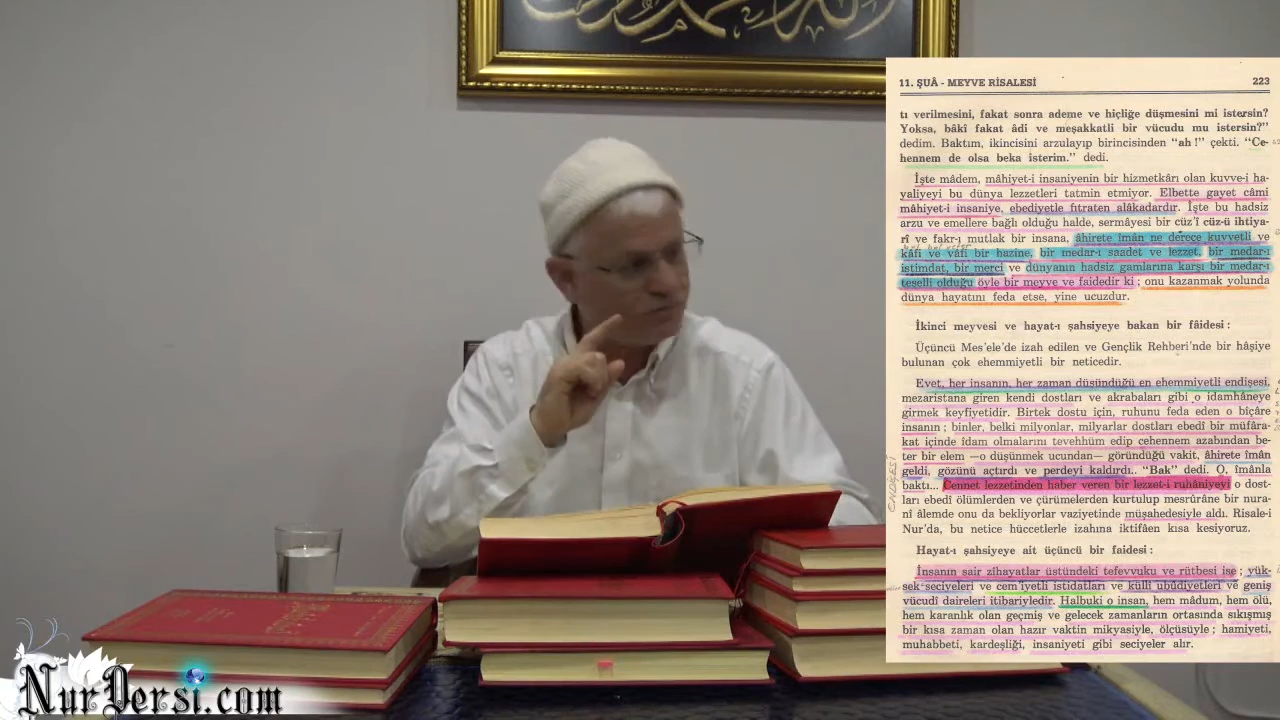 11. ŞUÂ - MEYVE RİSALESİ 223
tı verilmesini, fakat sonra ademe ve hiçliğe düşmesini mi istersin?
Yoksa, bâkî fakat âdi ve meşakkatli bir vücudu mu istersin?"
dedim. Baktım, ikincisini arzulayıp birincisinden "ah!" çekti. "Ce-
hennem de olsa beka isterim." dedi.
İşte mâdem, mâhiyet-i insaniyenin bir hizmetkârı olan kuvve-i ha-
yaliyeyi bu dünya lezzetleri tatmin etmiyor. Elbette gayet câmi
mâhiyet-i insaniye, ebediyetle fıtraten alâkadardır. İşte bu hadsiz
arzu ve emellere bağlı olduğu halde, sermâyesi bir cüz'î cüz-ü ihtiya-
rî ve fakr-ı mutlak bir insana, âhirete îmân ne derece kuvvetli ve
kâfi ve vâfi bir hazine, bir medar-ı saadet ve lezzet, bir medar-ı
istimdat, bir merci ve dünyanın hadsiz gamlarına karşı bir medar-ı
teselli olduğu öyle bir meyve ve faidedir ki; onu kazanmak yolunda
dünya hayatını feda etse, yine ucuzdur.
İkinci meyvesi ve hayat-ı şahsiyeye bakan bir fâidesi:
Üçüncü Mes'ele'de izah edilen ve Gençlik Rehberi'nde bir hâşiye
bulunan çok ehemmiyetli bir neticedir.
Evet, her insanın, her zaman düşündüğü en ehemmiyetli endişesi,
mezaristana giren kendi dostları ve akrabaları gibi o idamhâneye
girmek keyfiyetidir. Birtek dostu için, ruhunu feda eden o bîçâre
insanın; binler, belki milyonlar, milyarlar dostları ebedî bir müfâra-
kat içinde îdam olmalarını tevehhüm edip cehennem azabından be-
ter bir elem —o düşünmek ucundan— göründüğü vakit, âhirete îmân
geldi, gözünü açtırdı ve perdeyi kaldırdı.. "Bak" dedi. O, îmânla
baktı... Cennet lezzetinden haber veren bir lezzet-i ruhâniyeyi o dost-
ları ebedî ölümlerden ve çürümelerden kurtulup mesrûrâne bir nura-
nî âlemde onu da bekliyorlar vaziyetinde müşahedesiyle aldı. Risale-i
Nur'da, bu netice hüccetlerle izahına iktifâen kısa kesiyoruz.
Hayat-ı şahsiyeye ait üçüncü bir faidesi:
İnsanın sair zîhayatlar üstündeki tefevvuku ve rütbesi ise; yük-
sek seciyeleri ve cem'iyetli istidatları ve küllî ubûdiyetleri ve geniş
vücudî daireleri itibariyledir. Halbuki o insan, hem mâdum, hem ölü,
hem karanlık olan geçmiş ve gelecek zamanların ortasında sıkışmış
bir kısa zaman olan hazır vaktin mikyasiyle, ölçüsüyle; hamiyeti,
muhabbeti, kardeşliği, insaniyeti gibi seciyeler alır.
ENDİŞESİ
NurDersi.com